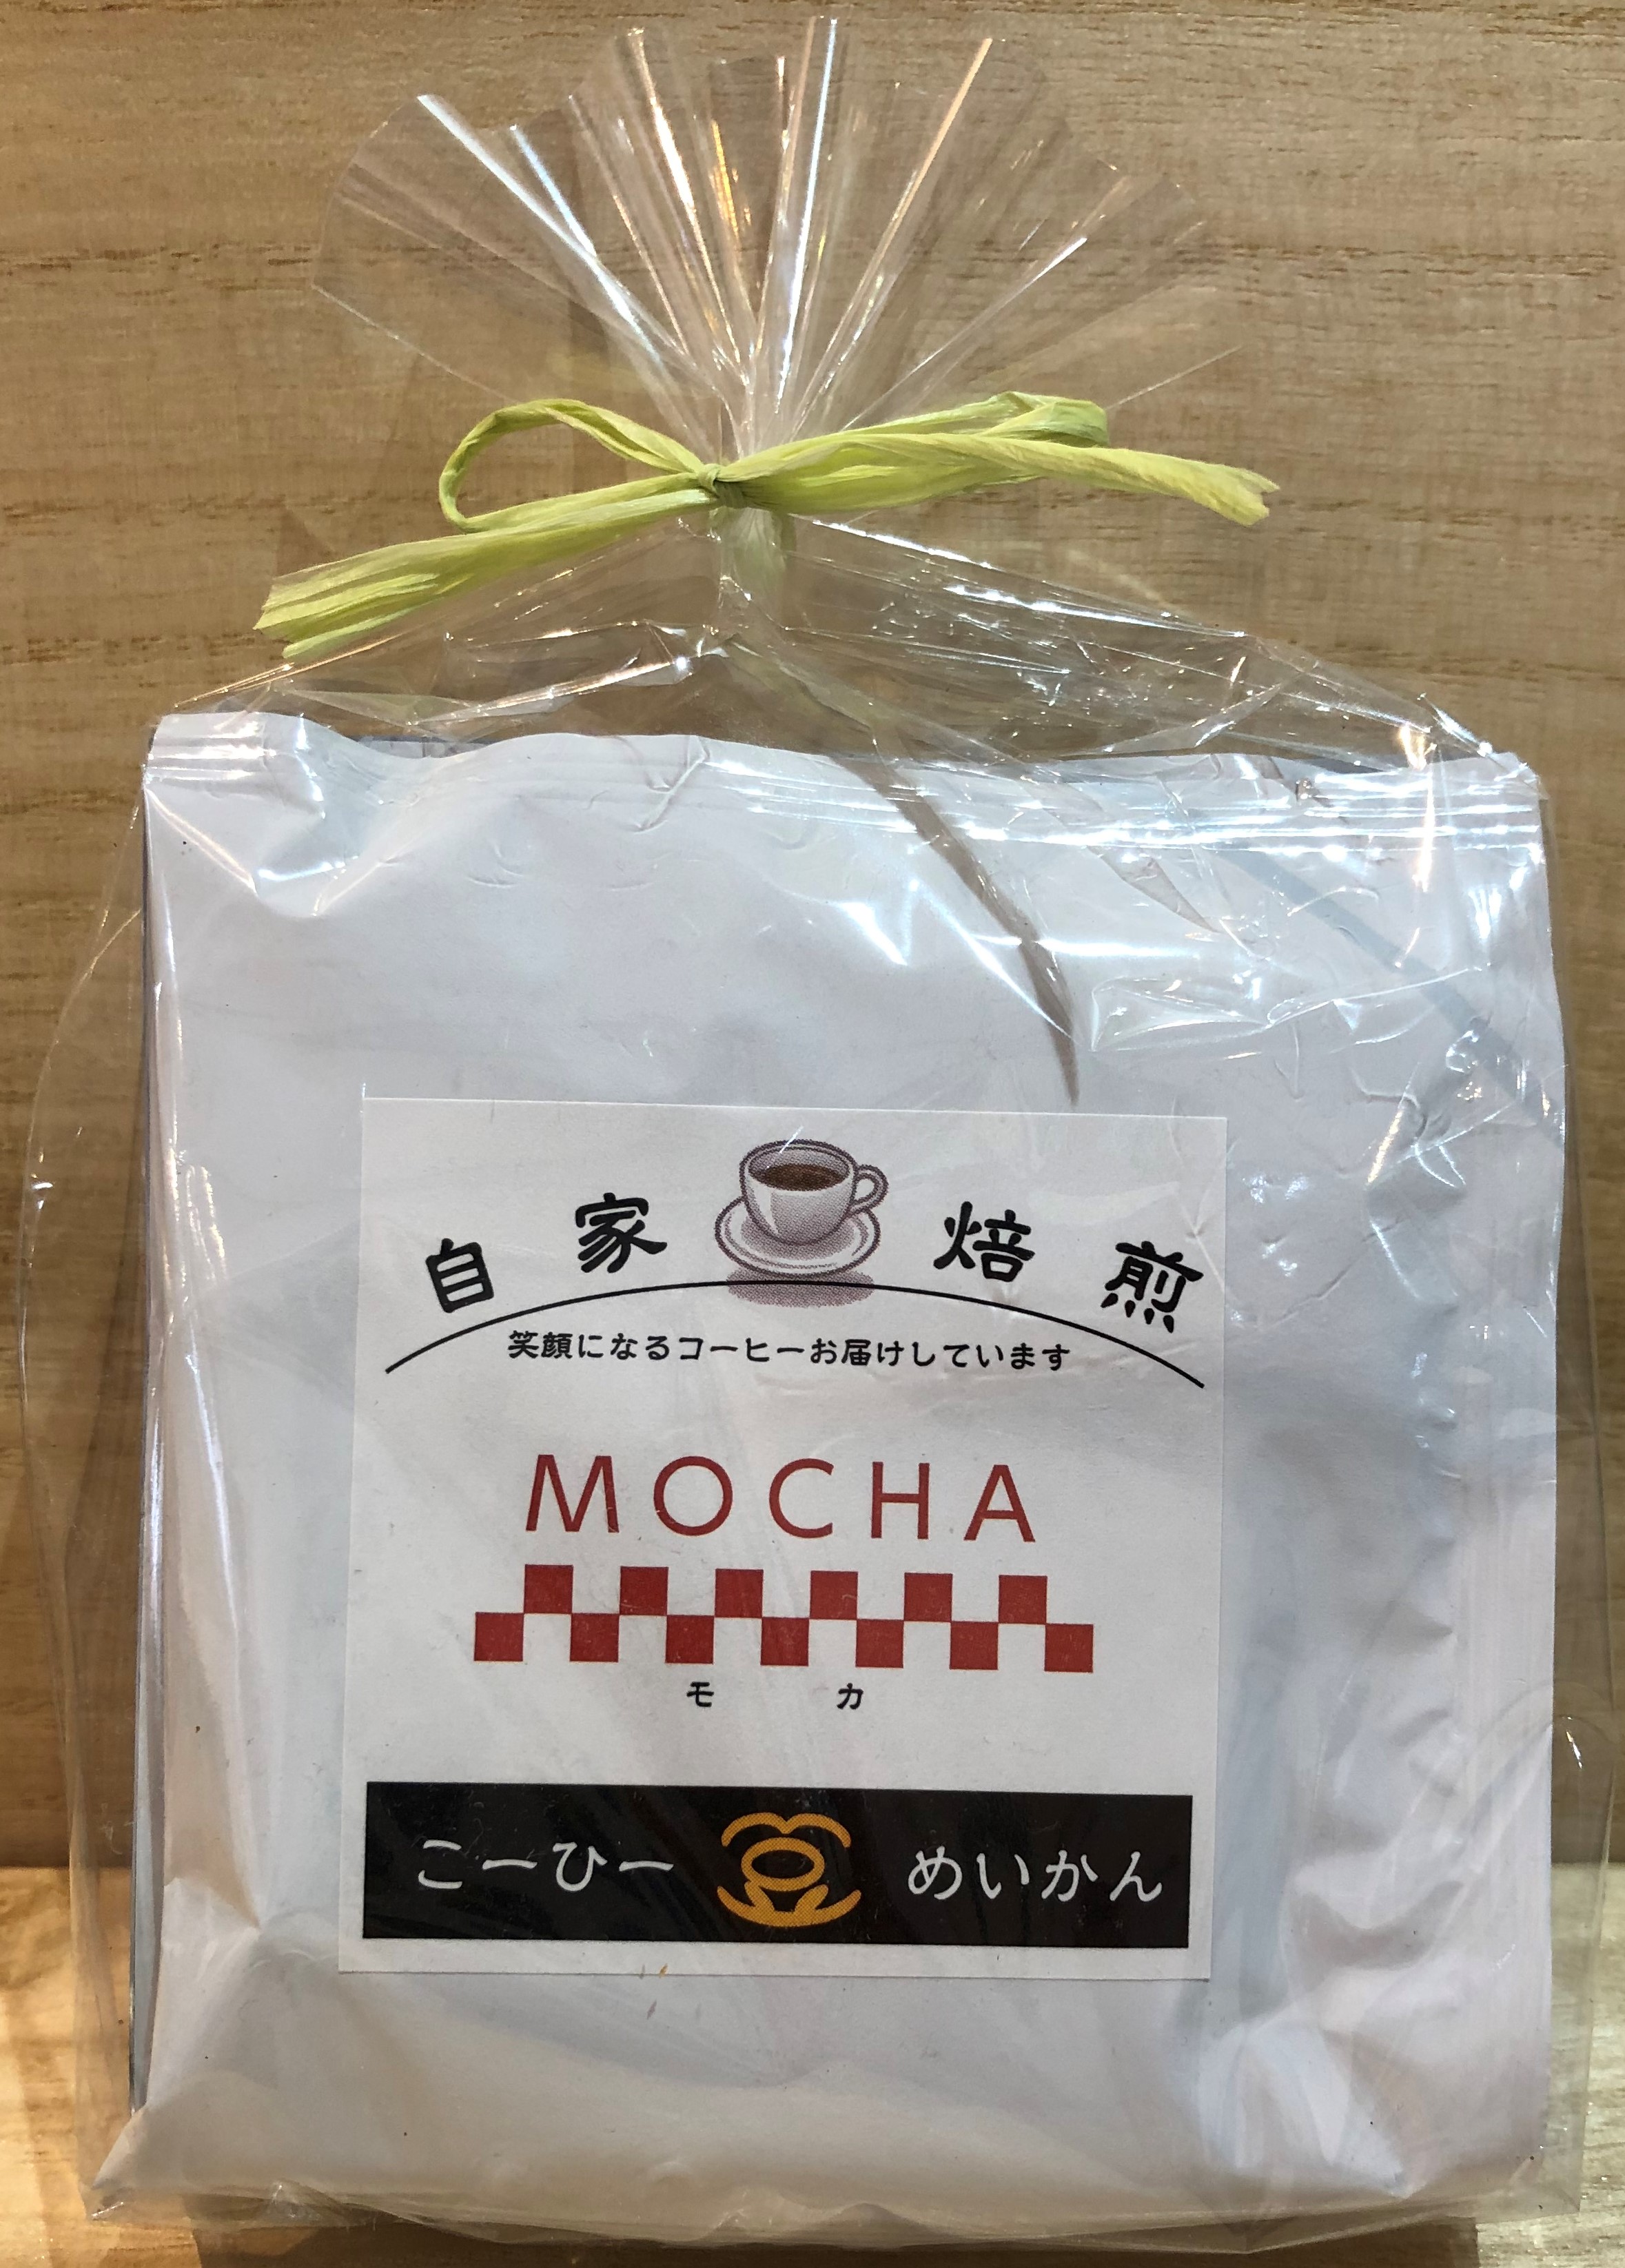 自家焙煎
笑顔になるコーヒーお届けしています
MOCHA
モカ
こーひー めいかん